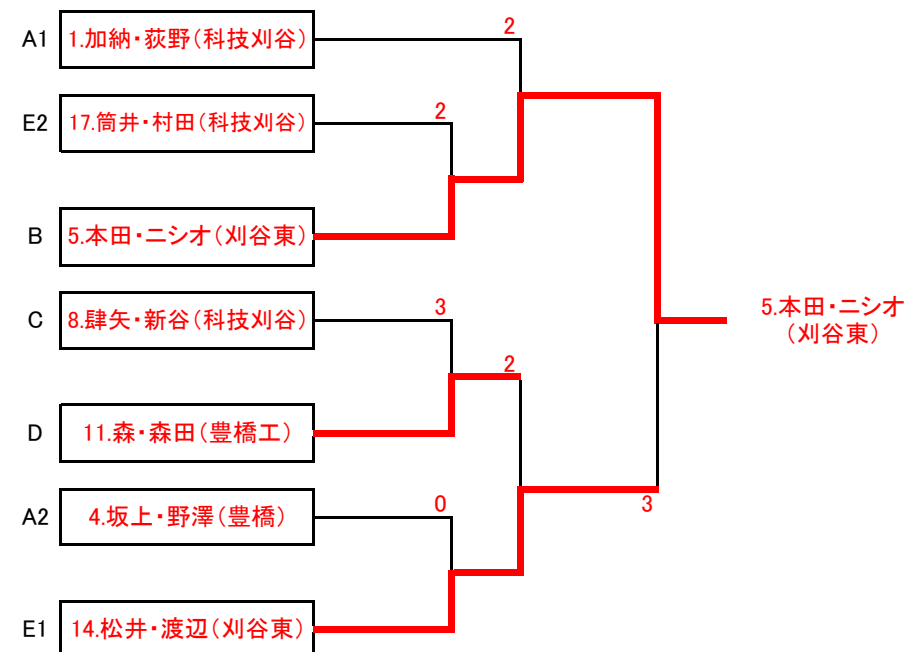 A1 1.加納・荻野(科技刈谷) 2
E2 17.筒井・村田(科技刈谷) 2
B 5.本田・ニシオ(刈谷東)
C 8.肆矢・新谷(科技刈谷) 3
5.本田・ニシオ
(刈谷東)
2
D 11.森・森田(豊橋工)
A2 4.坂上・野澤(豊橋) 0
3
E1 14.松井・渡辺(刈谷東)